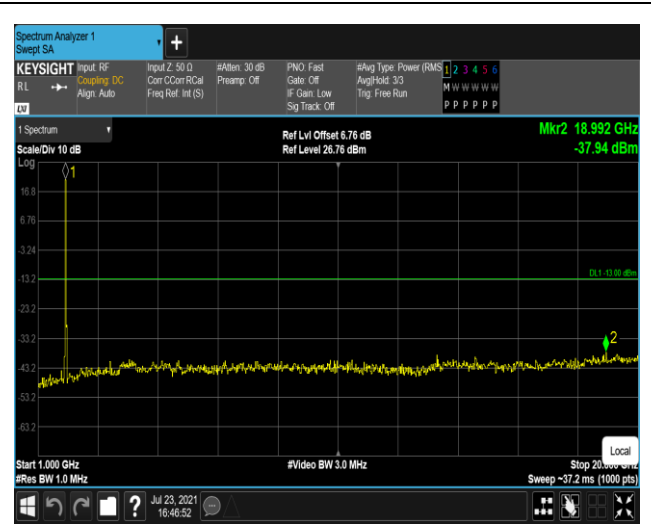 Spectrum Analyzer 1
Swept SA
+
KEYSIGHT
RL
LXI
Input: RF
Coupling: DC
Align: Auto
Input Z: 50 Ω
Corr CCorr RCal
Freq Ref: Int (S)
#Atten: 30 dB
Preamp: Off
PNO: Fast
Gate: Off
IF Gain: Low
Sig Track: Off
#Avg Type: Power (RMS
Avg|Hold: 3/3
Trig: Free Run
1 2 3 4 5 6
M W W W W W
P P P P P P
1 Spectrum
Scale/Div 10 dB
Log
Ref Lvl Offset 6.76 dB
Ref Level 26.76 dBm
Mkr2 18.992 GHz
-37.94 dBm
1
16.8
6.76
-3.24
-13.2
DL1 -13.00 dBm
-23.2
-33.2
2
-43.2
-53.2
-63.2
Local
Start 1.000 GHz
#Res BW 1.0 MHz
#Video BW 3.0 MHz
Stop 20.000 GHz
Sweep ~37.2 ms (1000 pts)
?
Jul 23, 2021
16:46:52